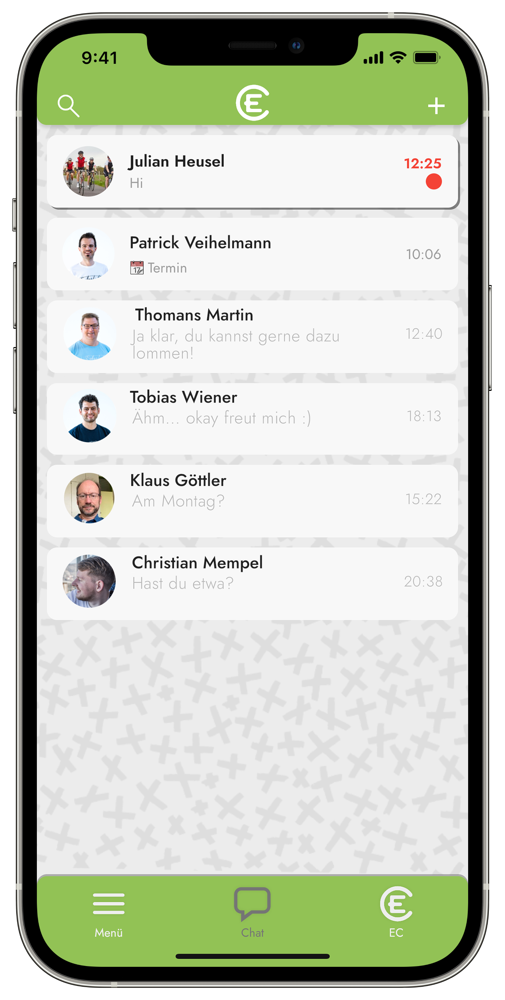 9:41
E
Julian Heusel
12:25
Hi
Patrick Veihelmann
10:06
JUL
17
Termin
Thomans Martin
Ja klar, du kannst gerne dazu
lommen!
12:40
Tobias Wiener
Ähm... okay freut mich :)
18:13
Klaus Göttler
Am Montag?
15:22
Christian Mempel
Hast du etwa?
20:38
E
Menü
Chat
EC